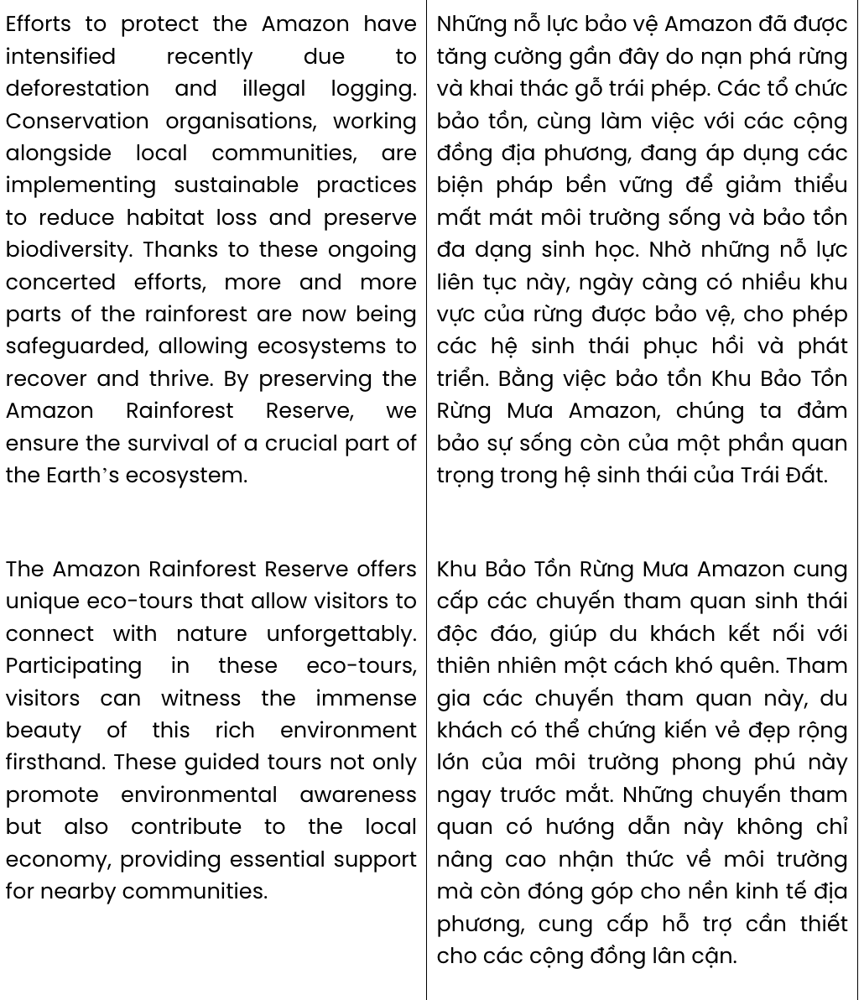 Efforts to protect the Amazon have
intensified recently due to
deforestation and illegal logging.
Conservation organisations, working
alongside local communities, are
implementing sustainable practices
to reduce habitat loss and preserve
biodiversity. Thanks to these ongoing
concerted efforts, more and more
parts of the rainforest are now being
safeguarded, allowing ecosystems to
recover and thrive. By preserving the
Amazon Rainforest Reserve, we
ensure the survival of a crucial part of
the Earth’s ecosystem.
Những nỗ lực bảo vệ Amazon đã được
tăng cường gần đây do nạn phá rừng
và khai thác gỗ trái phép. Các tổ chức
bảo tồn, cùng làm việc với các cộng
đồng địa phương, đang áp dụng các
biện pháp bền vững để giảm thiểu
mất mát môi trường sống và bảo tồn
đa dạng sinh học. Nhờ những nỗ lực
liên tục này, ngày càng có nhiều khu
vực của rừng được bảo vệ, cho phép
các hệ sinh thái phục hồi và phát
triển. Bằng việc bảo tồn Khu Bảo Tồn
Rừng Mưa Amazon, chúng ta đảm
bảo sự sống còn của một phần quan
trọng trong hệ sinh thái của Trái Đất.
The Amazon Rainforest Reserve offers
unique eco-tours that allow visitors to
connect with nature unforgettably.
Participating in these eco-tours,
visitors can witness the immense
beauty of this rich environment
firsthand. These guided tours not only
promote environmental awareness
but also contribute to the local
economy, providing essential support
for nearby communities.
Khu Bảo Tồn Rừng Mưa Amazon cung
cấp các chuyến tham quan sinh thái
độc đáo, giúp du khách kết nối với
thiên nhiên một cách khó quên. Tham
gia các chuyến tham quan này, du
khách có thể chứng kiến vẻ đẹp rộng
lớn của môi trường phong phú này
ngay trước mắt. Những chuyến tham
quan có hướng dẫn này không chỉ
nâng cao nhận thức về môi trường
mà còn đóng góp cho nền kinh tế địa
phương, cung cấp hỗ trợ cần thiết
cho các cộng đồng lân cận.